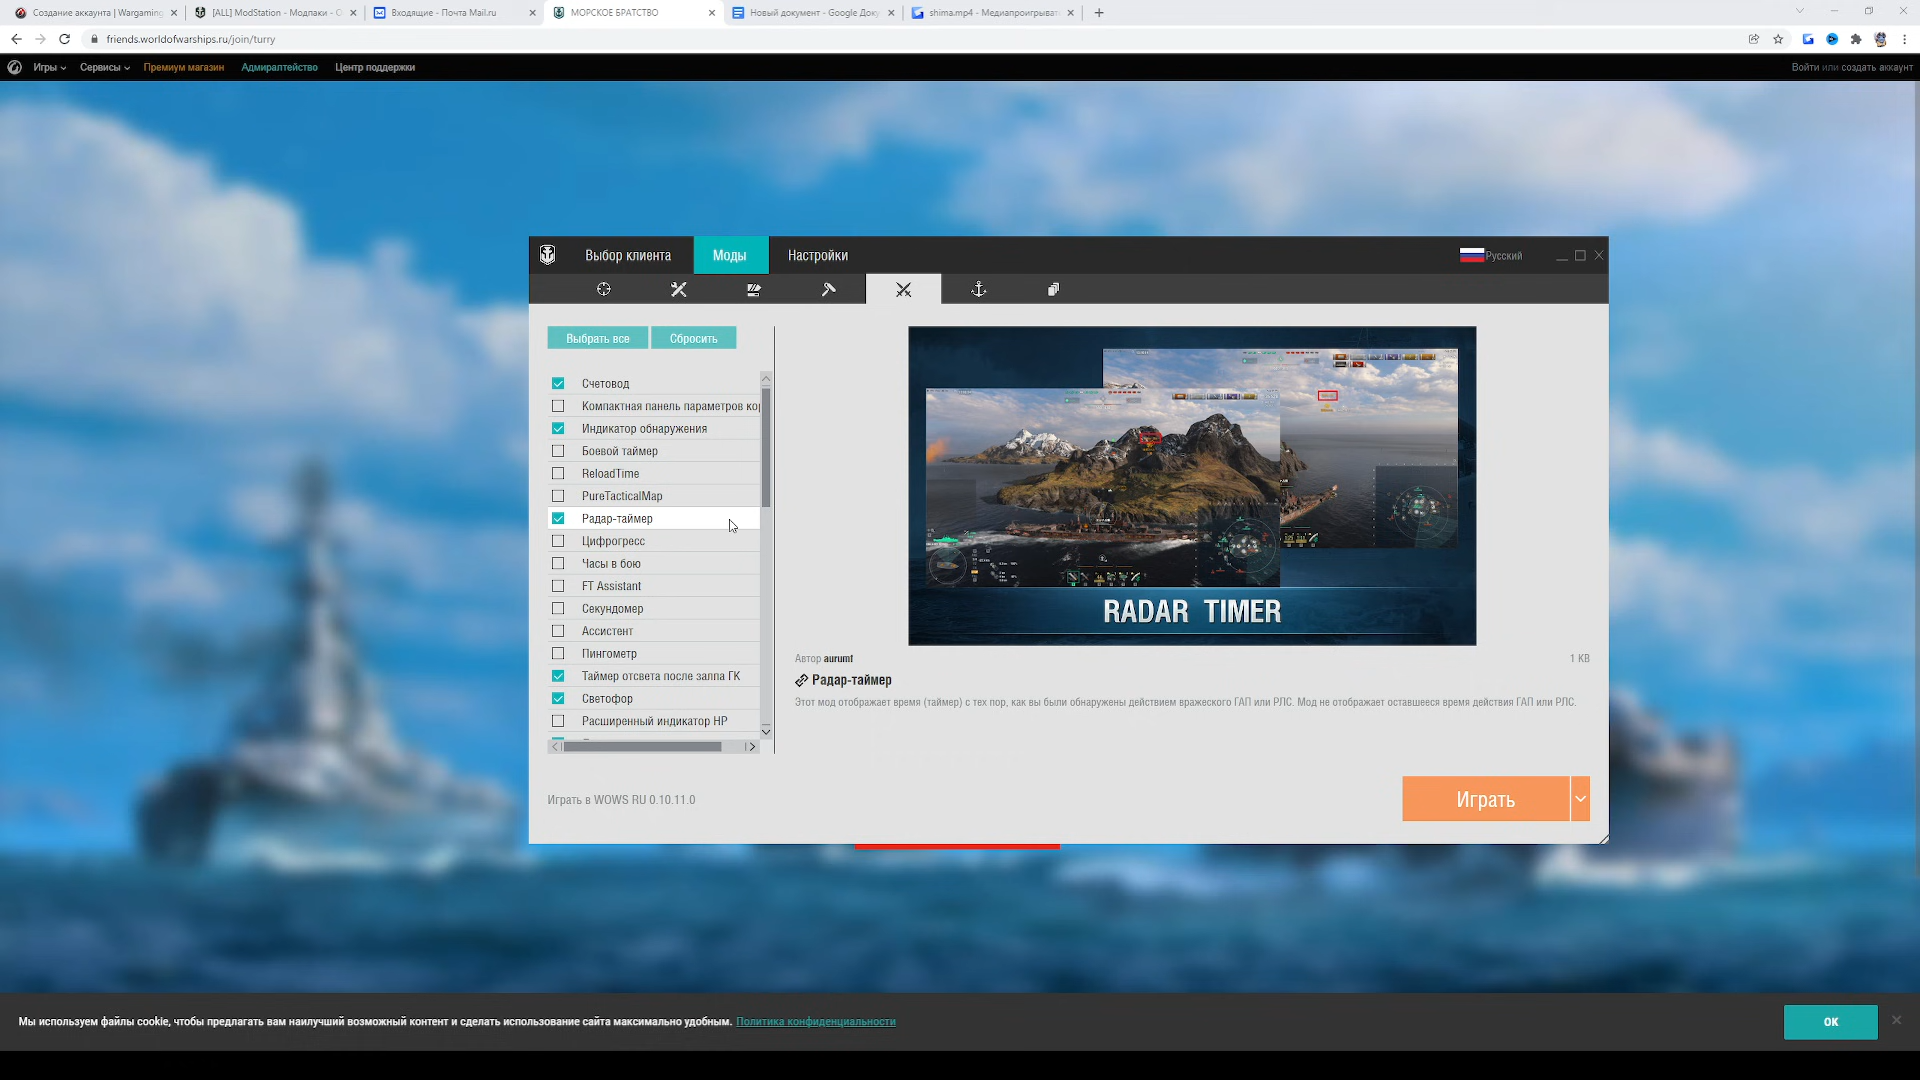 Создание аккаунта | Wargaming
[ALL] ModStation - Модпаки - О
Входящие - Почта Mail.ru
МОРСКОЕ БРАТСТВО
Новый документ - Google Доку
shima.mp4 - Медиапроигрыват
friends.worldofwarships.ru/join/turry
Игры
Сервисы
Премиум магазин
Адмиралтейство
Центр поддержки
Войти или создать аккаунт
Выбор клиента
Моды
Настройки
Русский
Выбрать все
Сбросить
Счетовод
Компактная панель параметров кор
Индикатор обнаружения
Боевой таймер
ReloadTime
PureTacticalMap
Радар-таймер
Цифрогресс
Часы в бою
FT Assistant
Секундомер
Ассистент
Пингометр
Таймер отсвета после залпа ГК
Светофор
Расширенный индикатор HP
RADAR TIMER
Автор aurumf
1 KB
Радар-таймер
Этот мод отображает время (таймер) с тех пор, как вы были обнаружены действием вражеского ГАП или РЛС. Мод не отображает оставшееся время действия ГАП или РЛС.
Играть в WOWS RU 0.10.11.0
Играть
Мы используем файлы cookie, чтобы предлагать вам наилучший возможный контент и сделать использование сайта максимально удобным. Политика конфиденциальности
ОК